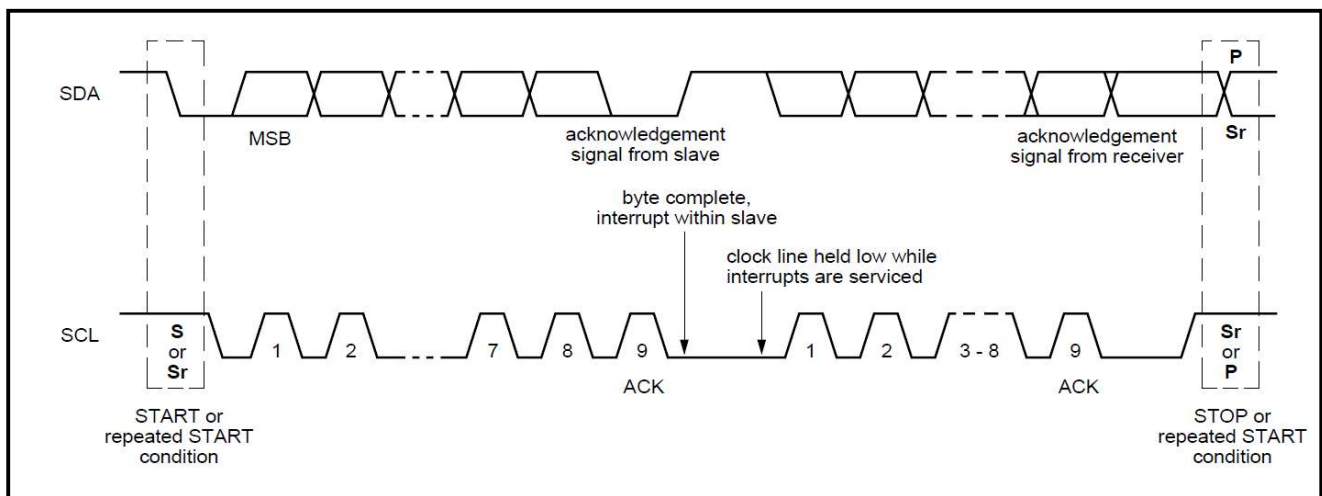 P
SDA
MSB
acknowledgement
signal from slave
acknowledgement
signal from receiver
Sr
byte complete,
interrupt within slave
clock line held low while
interrupts are serviced
SCL
S
or
Sr
1
2
7
8
9
1
2
3 - 8
9
Sr
or
P
ACK
ACK
START or
repeated START
condition
STOP or
repeated START
condition